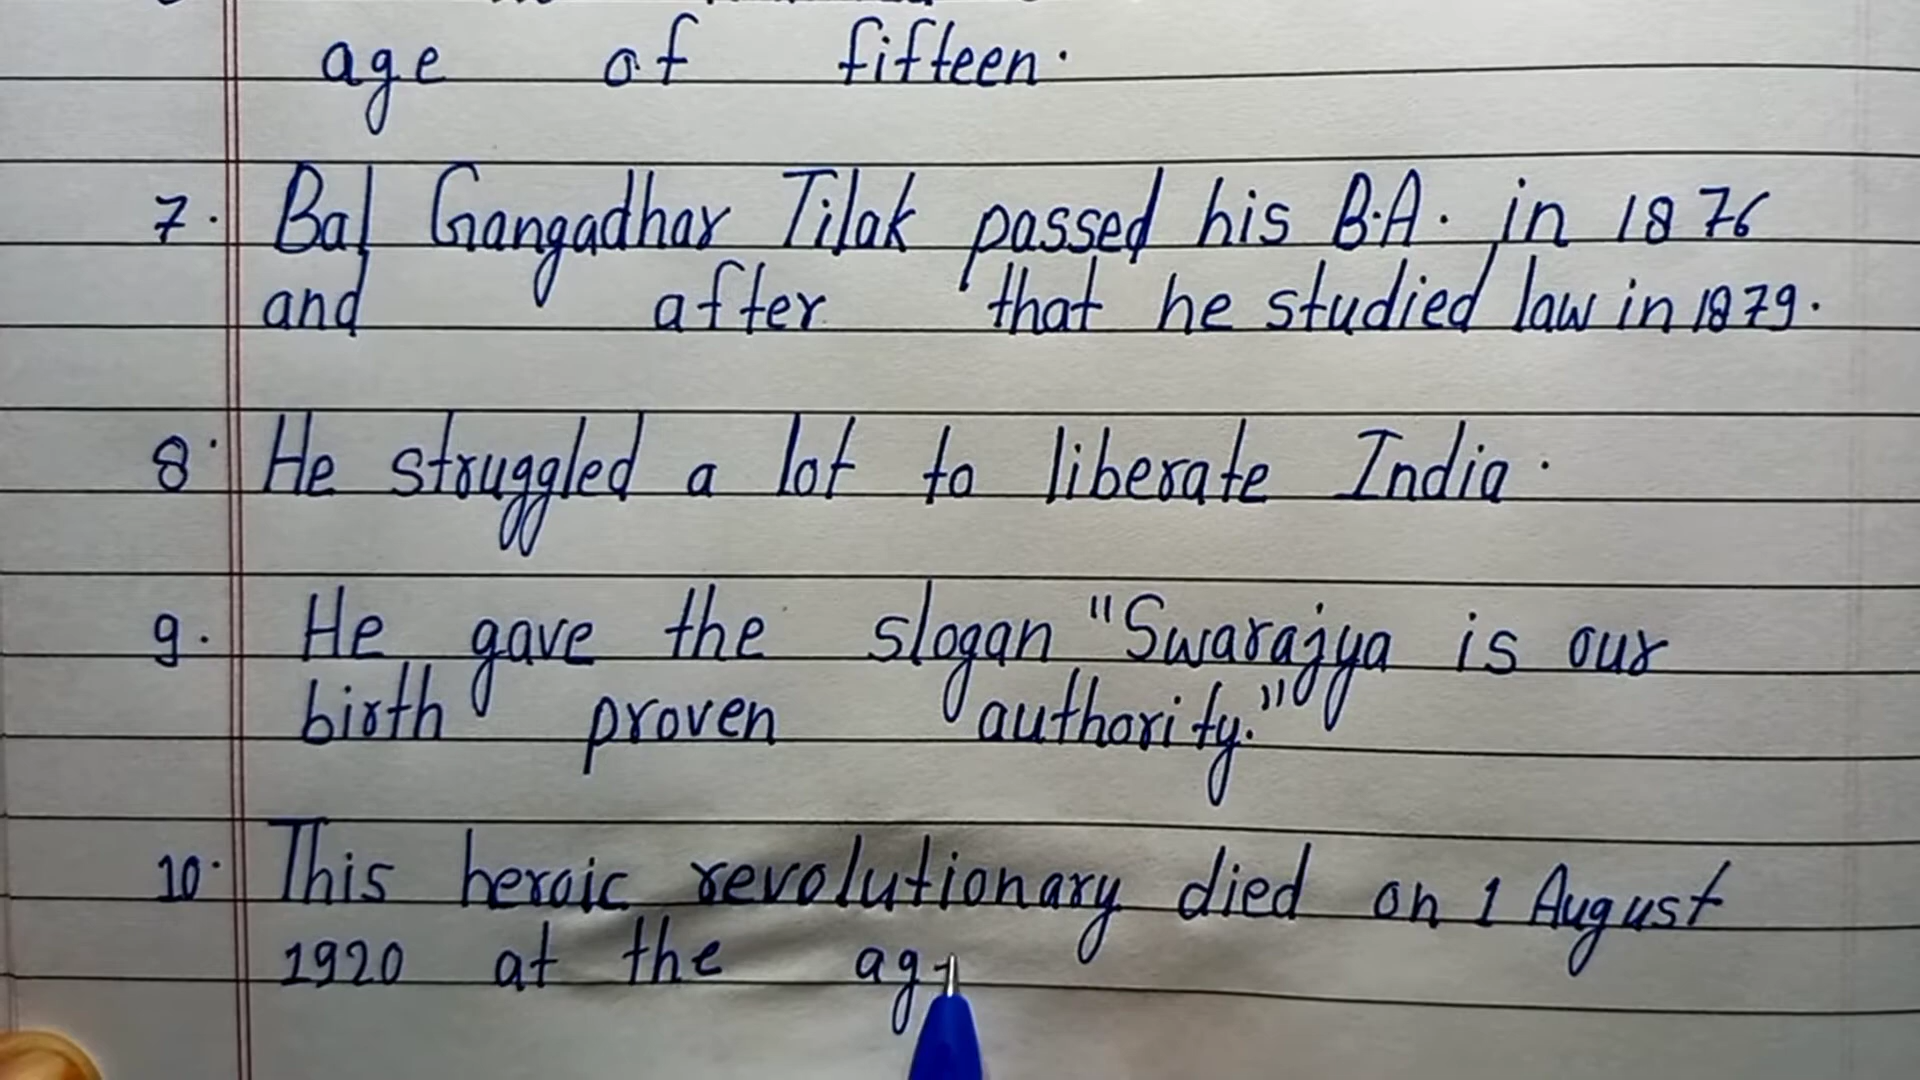 age of fifteen.
7. Bal Gangadhar Tilak passed his B.A. in 1876
and after that he studied law in 1879.
8. He struggled a lot to liberate India.
9. He gave the slogan "Swarajya is our
birth proven authority."
10. This heroic revolutionary died on 1 August
1920 at the ag